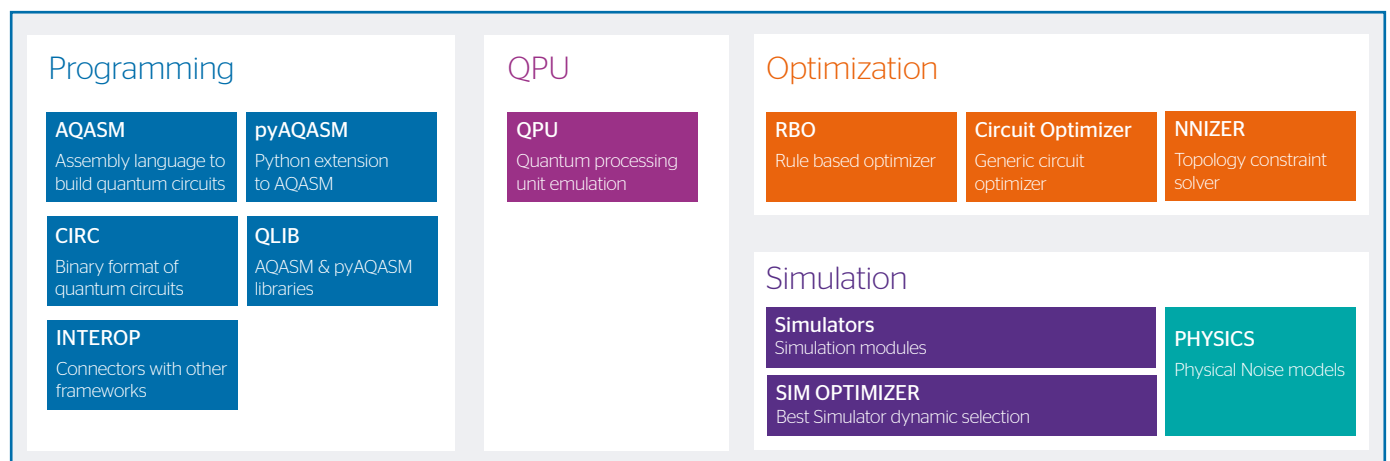 Programming
AQASM
Assembly language to
build quantum circuits
pyAQASM
Python extension
to AQASM
CIRC
Binary format of
quantum circuits
QLIB
AQASM & pyAQASM
libraries
INTEROP
Connectors with other
frameworks
QPU
QPU
Quantum processing
unit emulation
Optimization
RBO
Rule based optimizer
Circuit Optimizer
Generic circuit
optimizer
NNIZER
Topology constraint
solver
Simulation
Simulators
Simulation modules
SIM OPTIMIZER
Best Simulator dynamic selection
PHYSICS
Physical Noise models